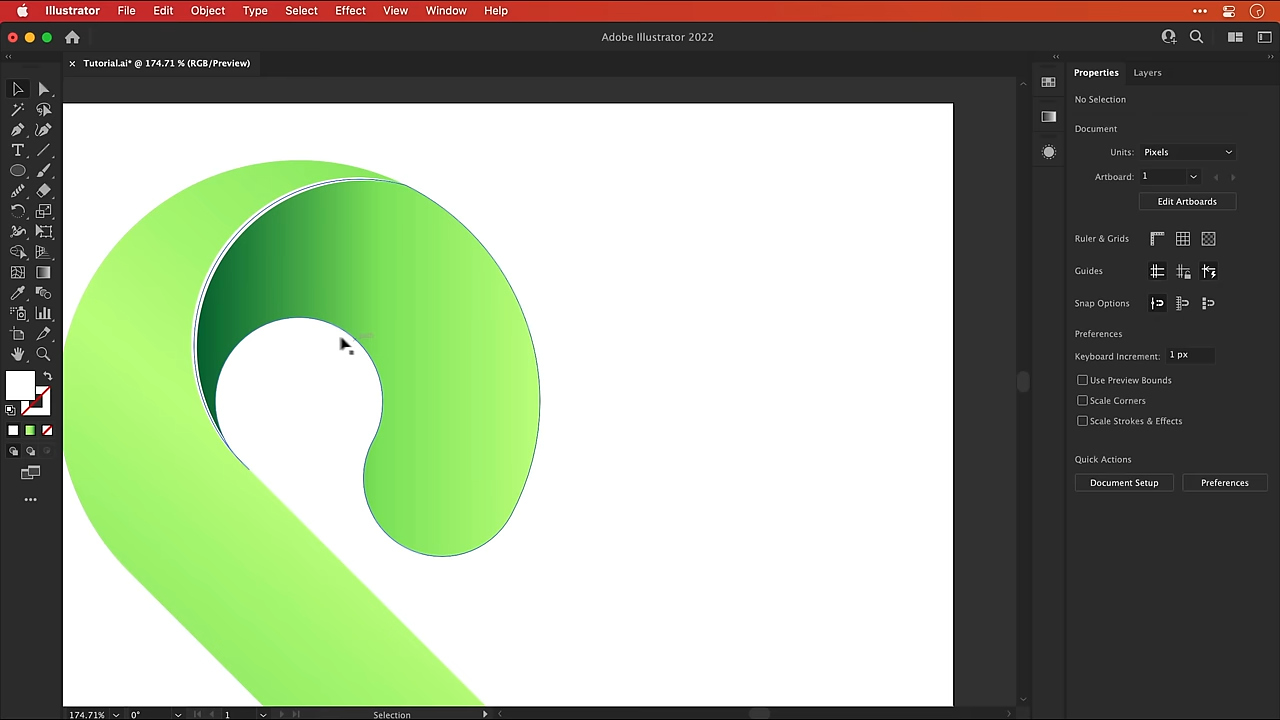 Illustrator File Edit Object Type Select Effect View Window Help
Adobe Illustrator 2022
Tutorial.ai* @ 174.71 % (RGB/Preview)
Properties Layers
No Selection
Document
Units: Pixels
Artboard: 1
Edit Artboards
Ruler & Grids
Guides
Snap Options
Preferences
Keyboard Increment: 1 px
Use Preview Bounds
Scale Corners
Scale Strokes & Effects
Quick Actions
Document Setup Preferences
174.71% 0° 1 Selection